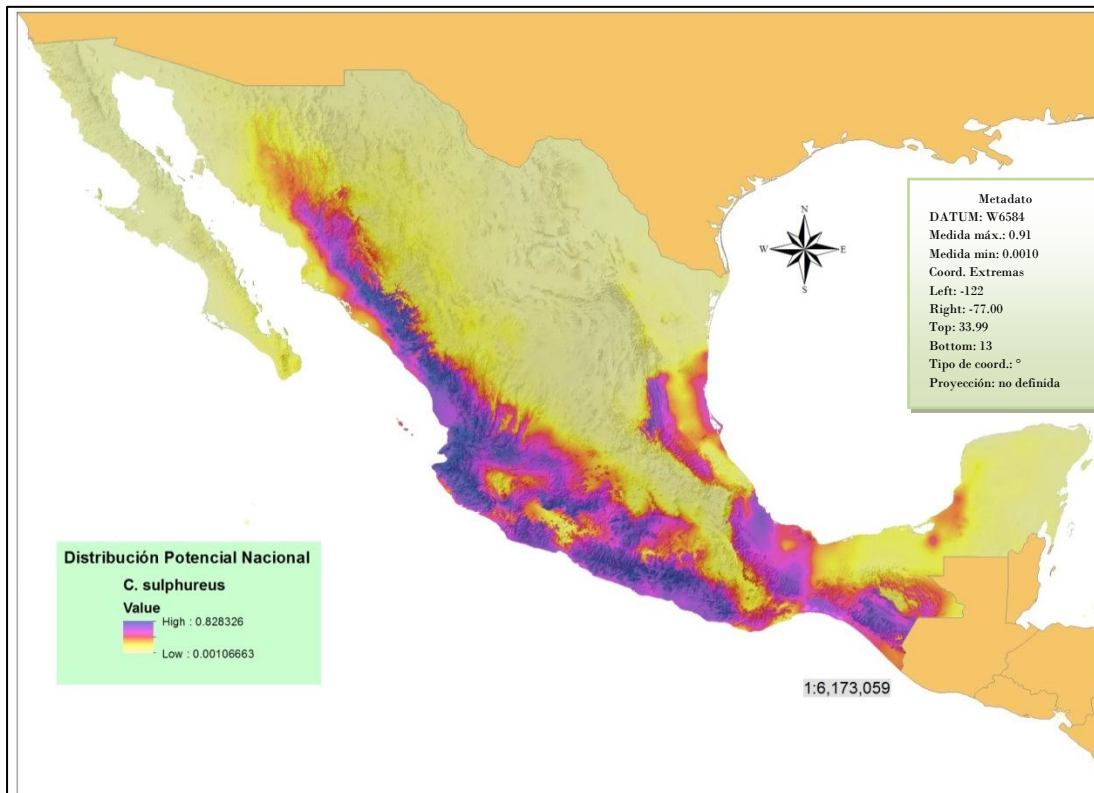 Metadato
DATUM: W6584
Medida máx.: 0.91
Medida min: 0.0010
Coord. Extremas
Left: -122
Right: -77.00
Top: 33.99
Bottom: 13
Tipo de coord.: °
Proyección: no definida
N
W
E
S
Distribución Potencial Nacional
C. sulphureus
Value
High : 0.828326
Low : 0.00106663
1:6,173,059